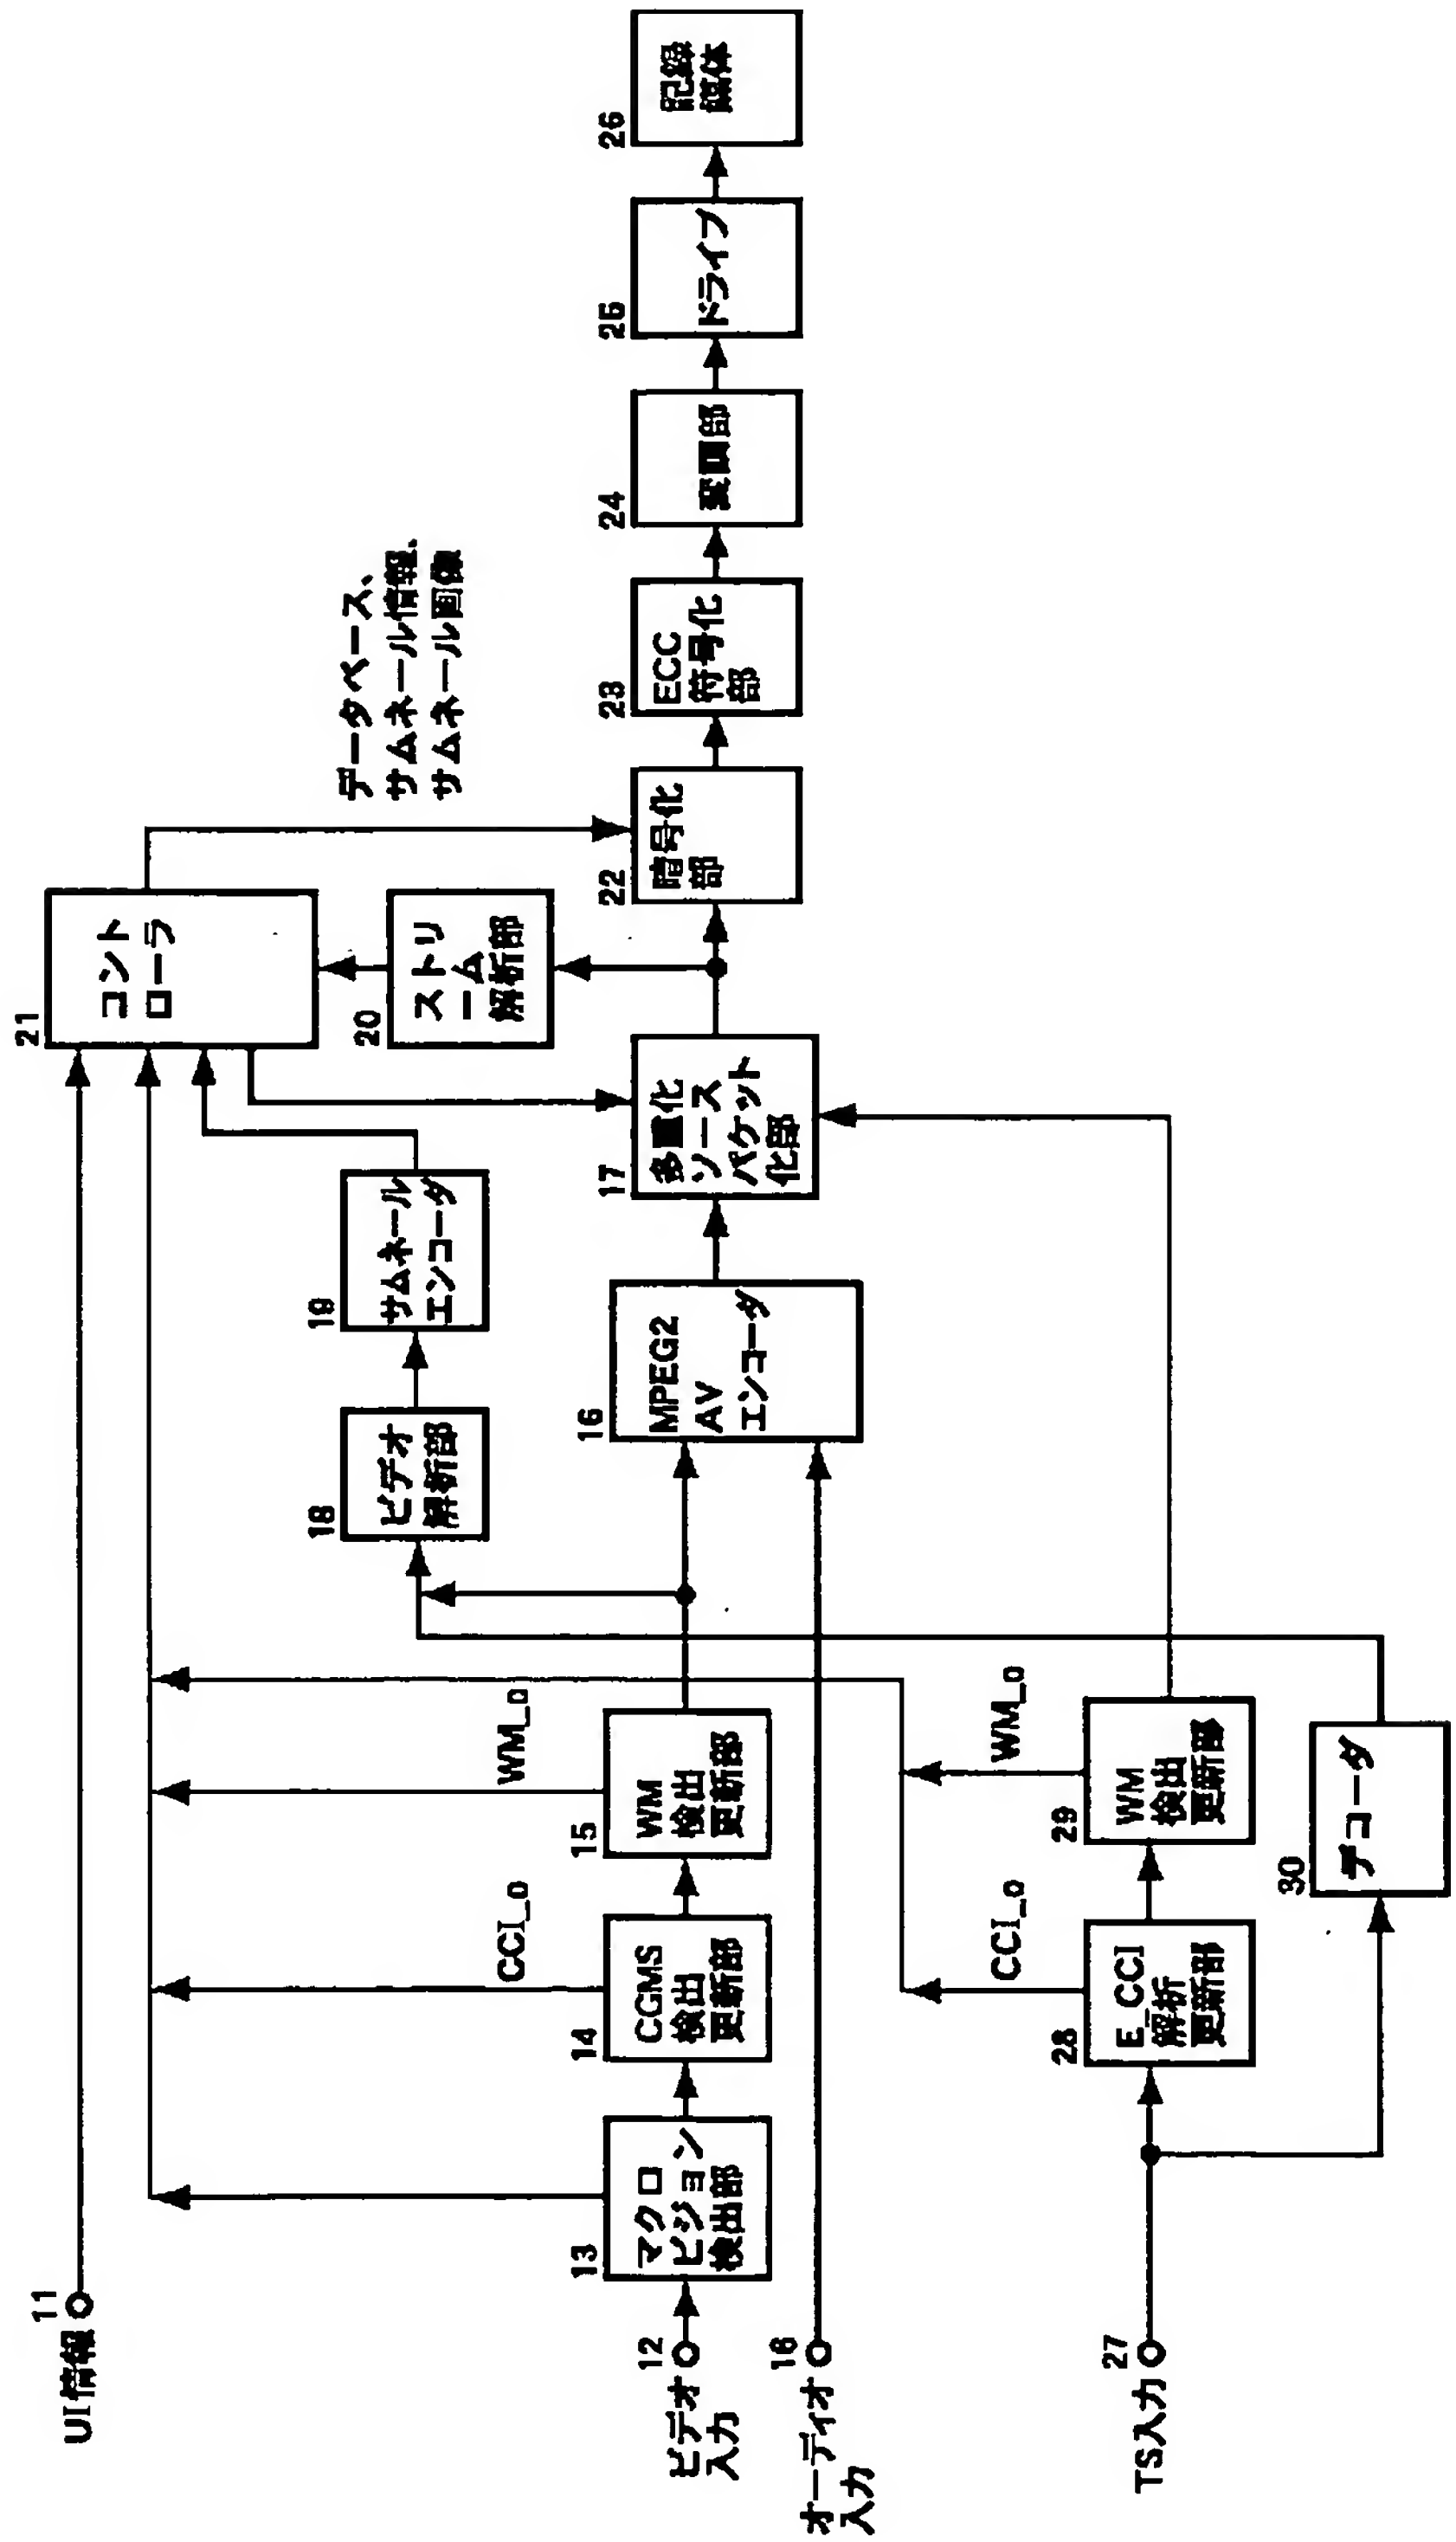 UI情報
11
ビデオ
入力
12
オーディオ
入力
16
TS入力
27
13
マクロ
ビジョン
検出部
14
CGMS
検出
更新部
CCI_o
15
WM
検出
更新部
WM_o
28
E_CCI
解析
更新部
CCI_o
29
WM
検出
更新部
WM_o
30
デコーダ
18
ビデオ
解析部
19
サムネール
エンコーダ
16
MPEG2
AV
エンコーダ
17
多重化
ソース
パケット
化部
20
ストリ
ーム
解析部
21
コント
ローラ
データベース、
サムネール情報、
サムネール画像
22
暗号化
部
23
ECC
符号化
部
24
変調部
25
ドライブ
26
記録
媒体